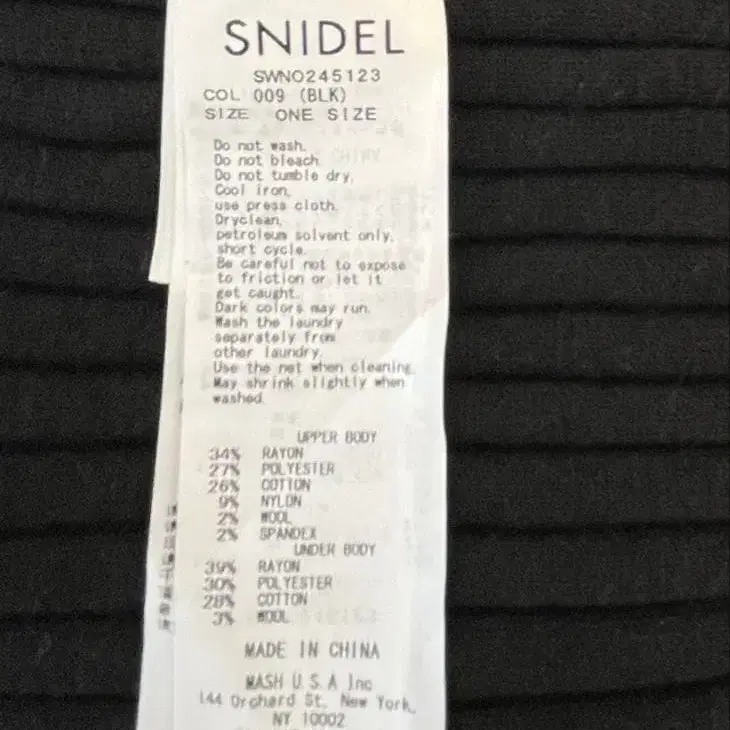 SNIDEL
SWNO245123
COL 009 (BLK)
SIZE ONE SIZE
Do not wash.
Do not bleach.
Do not tumble dry.
Cool iron,
use press cloth.
Dryclean,
petroleum solvent only,
short cycle.
Be careful not to expose
to friction or let it
get caught.
Dark colors may run.
Wash the laundry
separately from
other laundry.
Use the net when cleaning.
May shrink slightly when
washed.
UPPER BODY
34% RAYON
27% POLYESTER
26% COTTON
9% NYLON
2% WOOL
2% SPANDEX
UNDER BODY
39% RAYON
30% POLYESTER
28% COTTON
3% WOOL
MADE IN CHINA
MASH U.S.A Inc
144 Orchard St, New York,
NY 10002